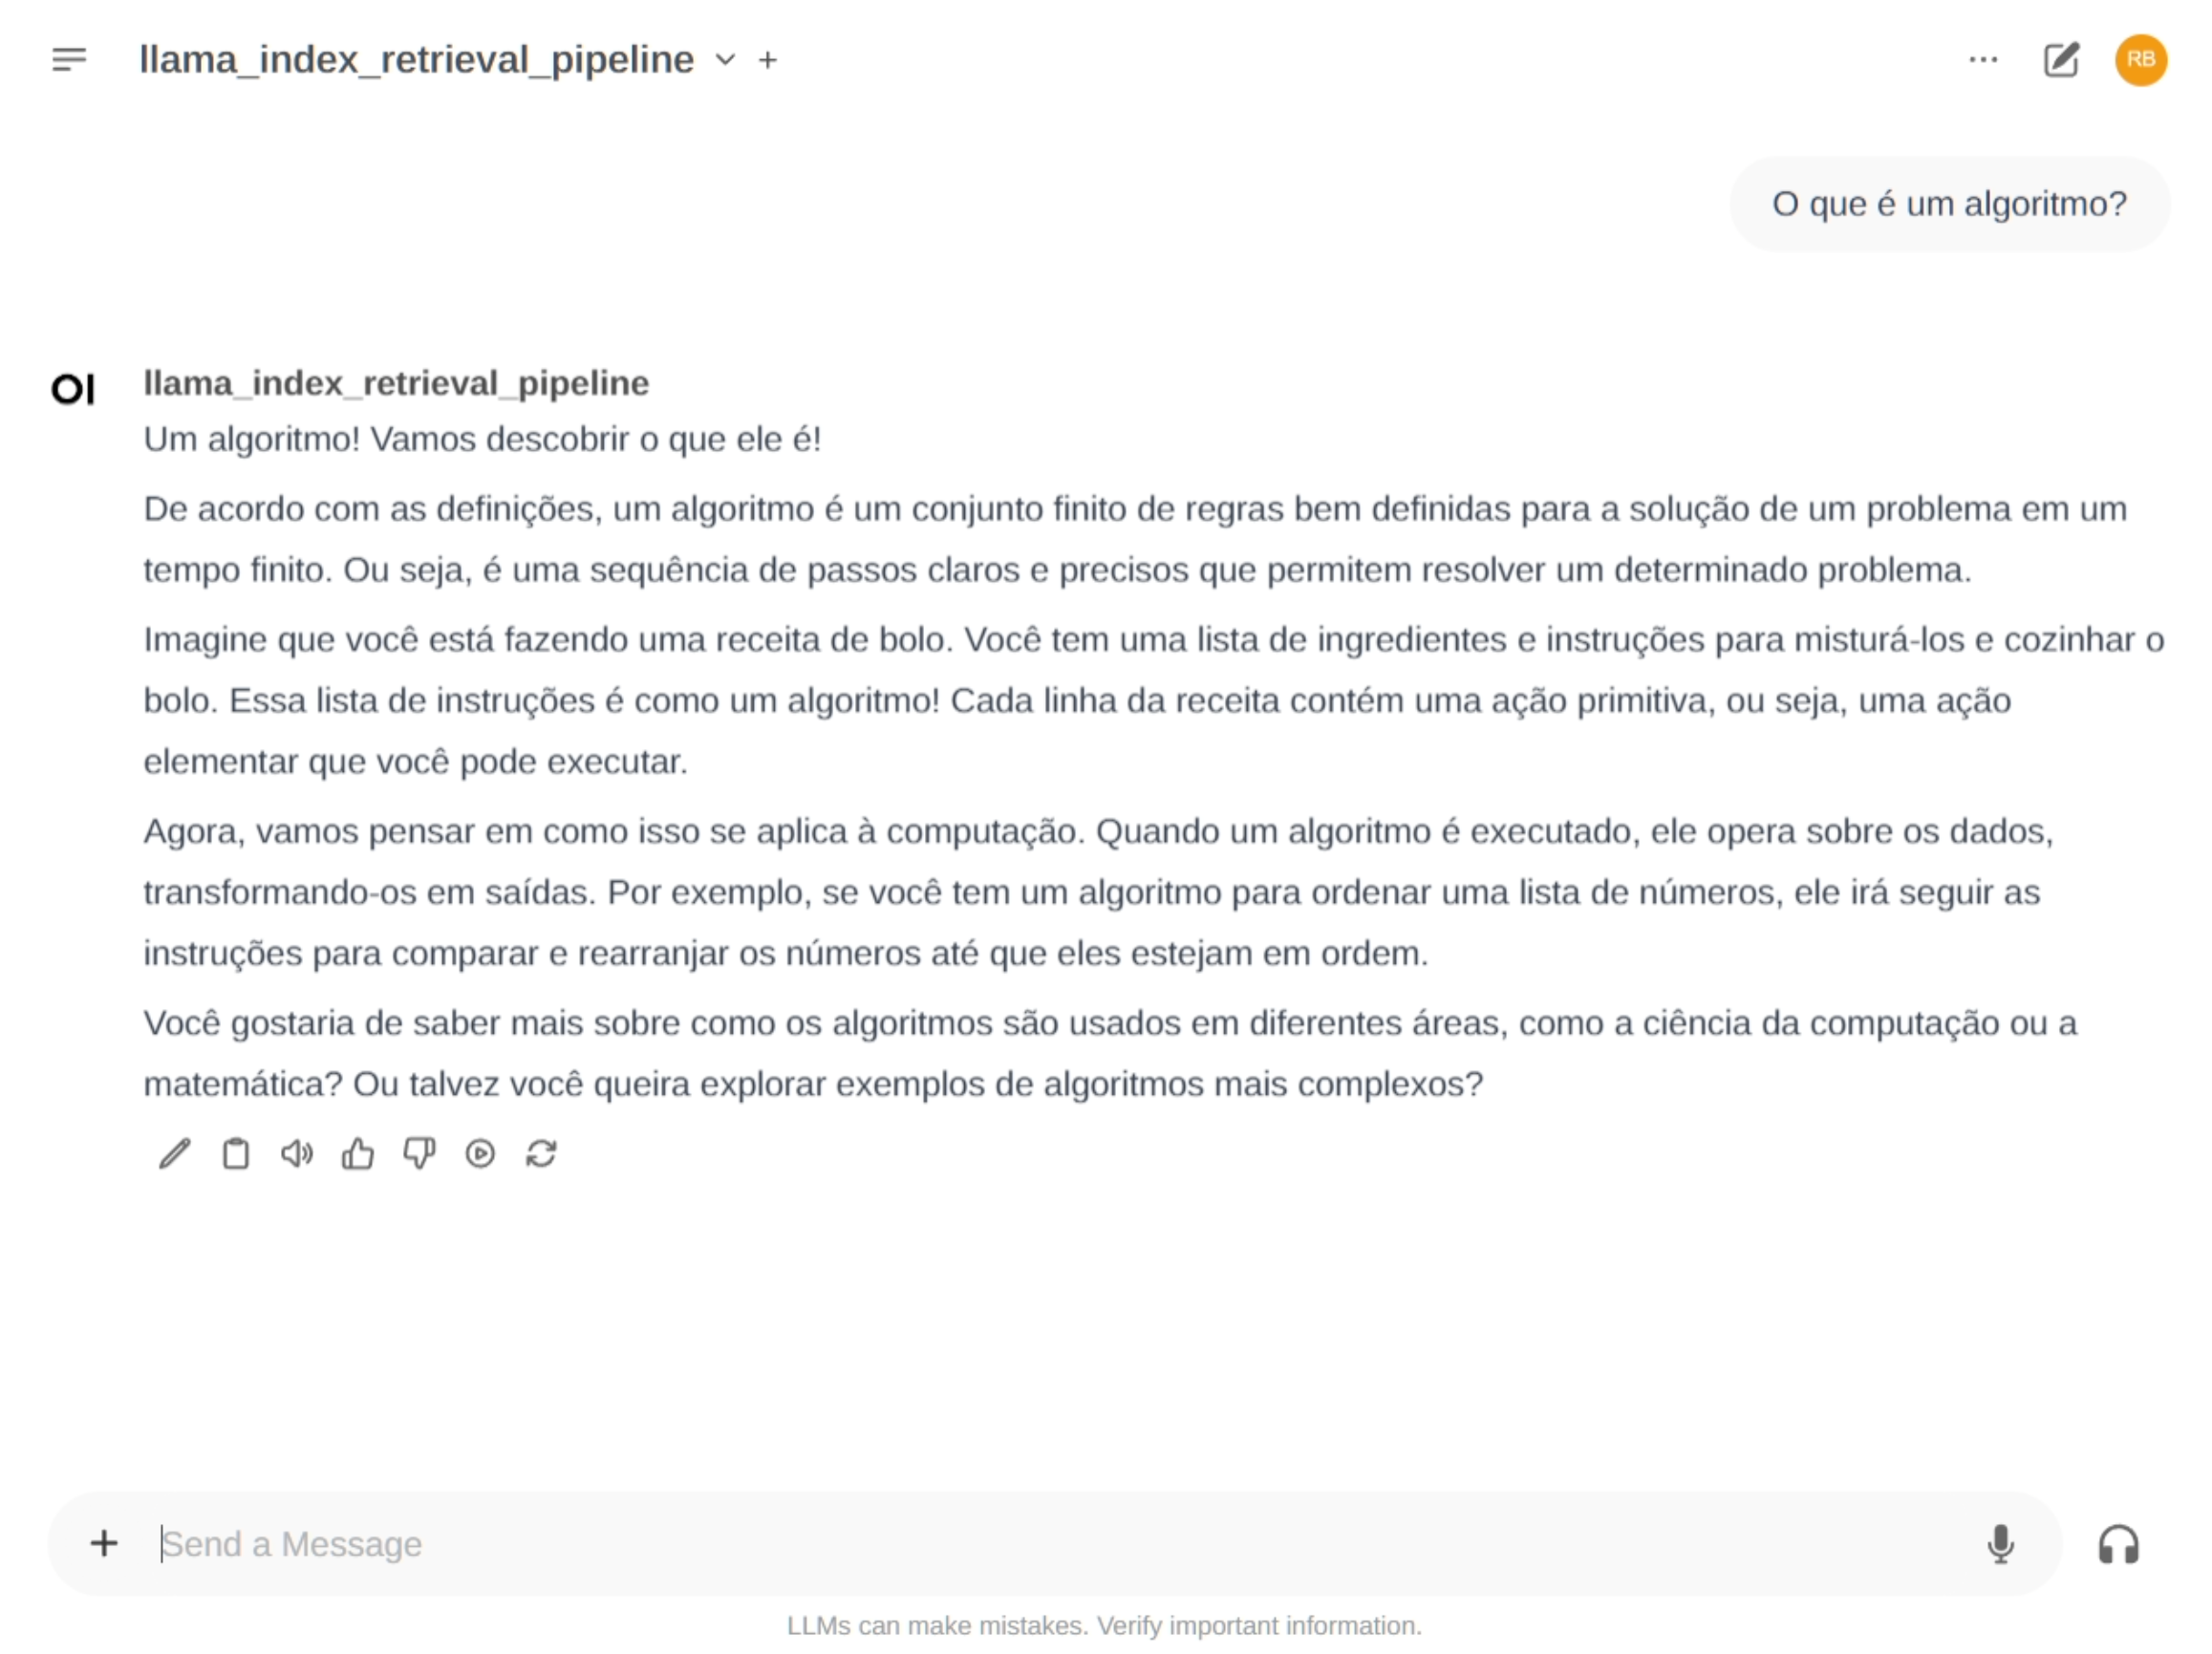 llama_index_retrieval_pipeline
RB
O que é um algoritmo?
OI
llama_index_retrieval_pipeline
Um algoritmo! Vamos descobrir o que ele é!
De acordo com as definições, um algoritmo é um conjunto finito de regras bem definidas para a solução de um problema em um
tempo finito. Ou seja, é uma sequência de passos claros e precisos que permitem resolver um determinado problema.
Imagine que você está fazendo uma receita de bolo. Você tem uma lista de ingredientes e instruções para misturá-los e cozinhar o
bolo. Essa lista de instruções é como um algoritmo! Cada linha da receita contém uma ação primitiva, ou seja, uma ação
elementar que você pode executar.
Agora, vamos pensar em como isso se aplica à computação. Quando um algoritmo é executado, ele opera sobre os dados,
transformando-os em saídas. Por exemplo, se você tem um algoritmo para ordenar uma lista de números, ele irá seguir as
instruções para comparar e rearranjar os números até que eles estejam em ordem.
Você gostaria de saber mais sobre como os algoritmos são usados em diferentes áreas, como a ciência da computação ou a
matemática? Ou talvez você queira explorar exemplos de algoritmos mais complexos?
Send a Message
LLMs can make mistakes. Verify important information.